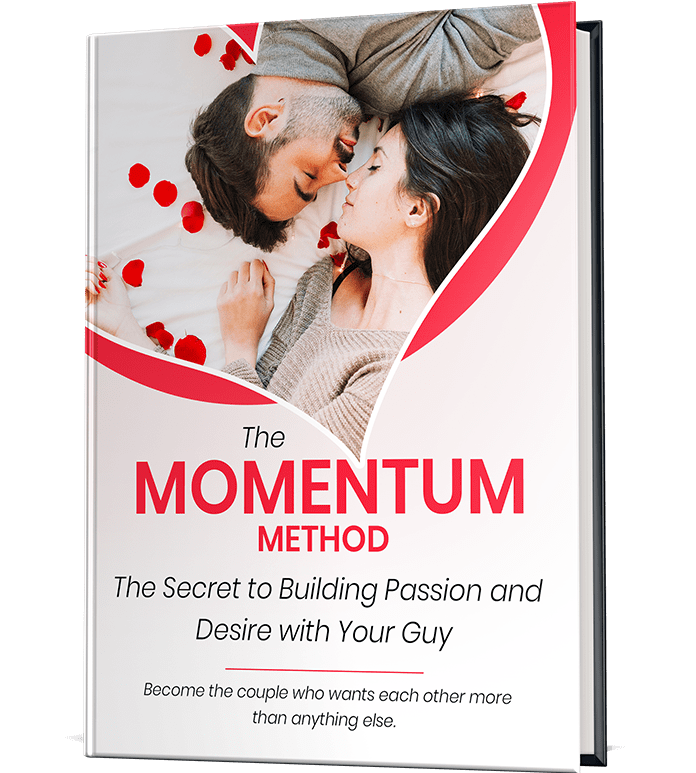 The
MOMENTUM
METHOD
The Secret to Building Passion and
Desire with Your Guy
Become the couple who wants each other more
than anything else.